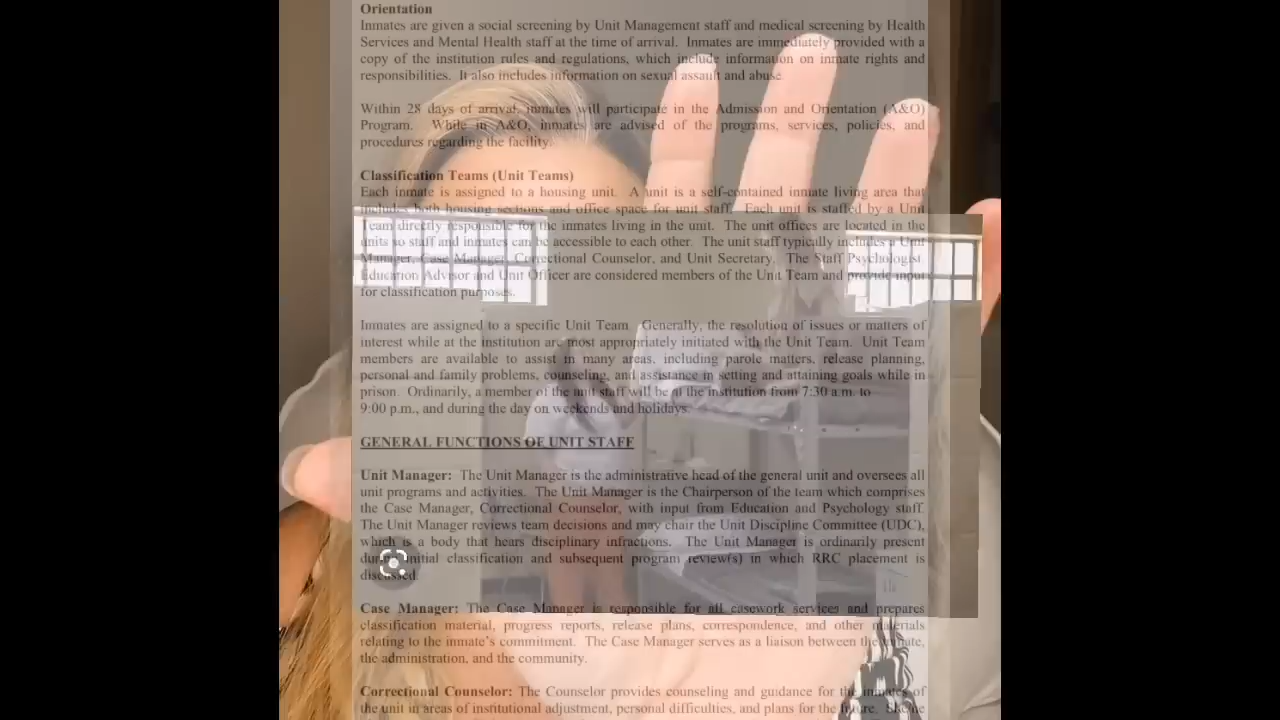 Orientation
Inmates are given a social screening by Unit Management staff and medical screening by Health
Services and Mental Health staff at the time of arrival. Inmates are immediately provided with a
copy of the institution rules and regulations, which include information on inmate rights and
responsibilities. It also includes information on sexual assault and abuse.
Within 28 days of arrival, inmates will participate in the Admission and Orientation (A&O)
Program. While in A&O, inmates are advised of the programs, services, policies, and
procedures regarding the facility.
Classification Teams (Unit Teams)
Each inmate is assigned to a housing unit. A unit is a self-contained inmate living area that
includes both housing sections and office space for unit staff. Each unit is staffed by a Unit
Team directly responsible for the inmates living in the unit. The unit offices are located in the
units so staff and inmates can be accessible to each other. The unit staff typically includes a Unit
Manager, Case Manager, Correctional Counselor, and Unit Secretary. The Staff Psychologist,
Education Advisor and Unit Officer are considered members of the Unit Team and provide input
for classification purposes.
Inmates are assigned to a specific Unit Team. Generally, the resolution of issues or matters of
interest while at the institution are most appropriately initiated with the Unit Team. Unit Team
members are available to assist in many areas, including parole matters, release planning,
personal and family problems, counseling, and assistance in setting and attaining goals while in
prison. Ordinarily, a member of the unit staff will be at the institution from 7:30 a.m. to
9:00 p.m., and during the day on weekends and holidays.
GENERAL FUNCTIONS OF UNIT STAFF
Unit Manager: The Unit Manager is the administrative head of the general unit and oversees all
unit programs and activities. The Unit Manager is the Chairperson of the team which comprises
the Case Manager, Correctional Counselor, with input from Education and Psychology staff.
The Unit Manager reviews team decisions and may chair the Unit Discipline Committee (UDC),
which is a body that hears disciplinary infractions. The Unit Manager is ordinarily present
during initial classification and subsequent program review(s) in which RRC placement is
discussed.
Case Manager: The Case Manager is responsible for all casework services and prepares
classification material, progress reports, release plans, correspondence, and other materials
relating to the inmate's commitment. The Case Manager serves as a liaison between the inmate,
the administration, and the community.
Correctional Counselor: The Counselor provides counseling and guidance for the inmates of
the unit in areas of institutional adjustment, personal difficulties, and plans for the future.